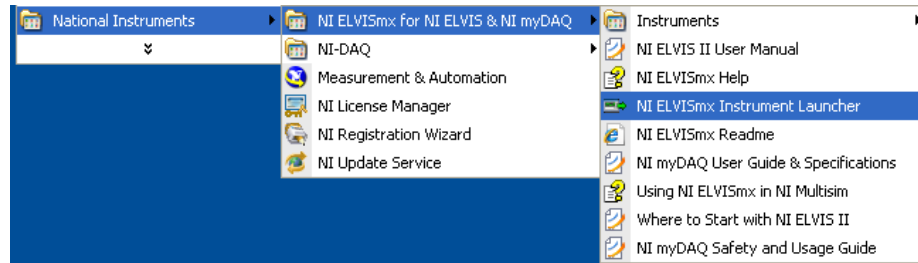 National Instruments
NI ELVISmx for NI ELVIS & NI myDAQ
NI-DAQ
Measurement & Automation
NI License Manager
NI Registration Wizard
NI Update Service
Instruments
NI ELVIS II User Manual
NI ELVISmx Help
NI ELVISmx Instrument Launcher
NI ELVISmx Readme
NI myDAQ User Guide & Specifications
Using NI ELVISmx in NI Multisim
Where to Start with NI ELVIS II
NI myDAQ Safety and Usage Guide